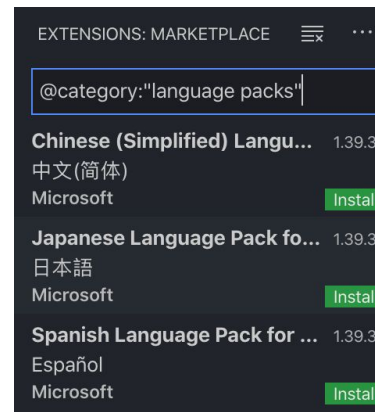 EXTENSIONS: MARKETPLACE
@category:"language packs"
Chinese (Simplified) Langu... 1.39.3
中文(简体)
Microsoft Instal
Japanese Language Pack fo... 1.39.3
日本語
Microsoft Instal
Spanish Language Pack for ... 1.39.3
Español
Microsoft Instal